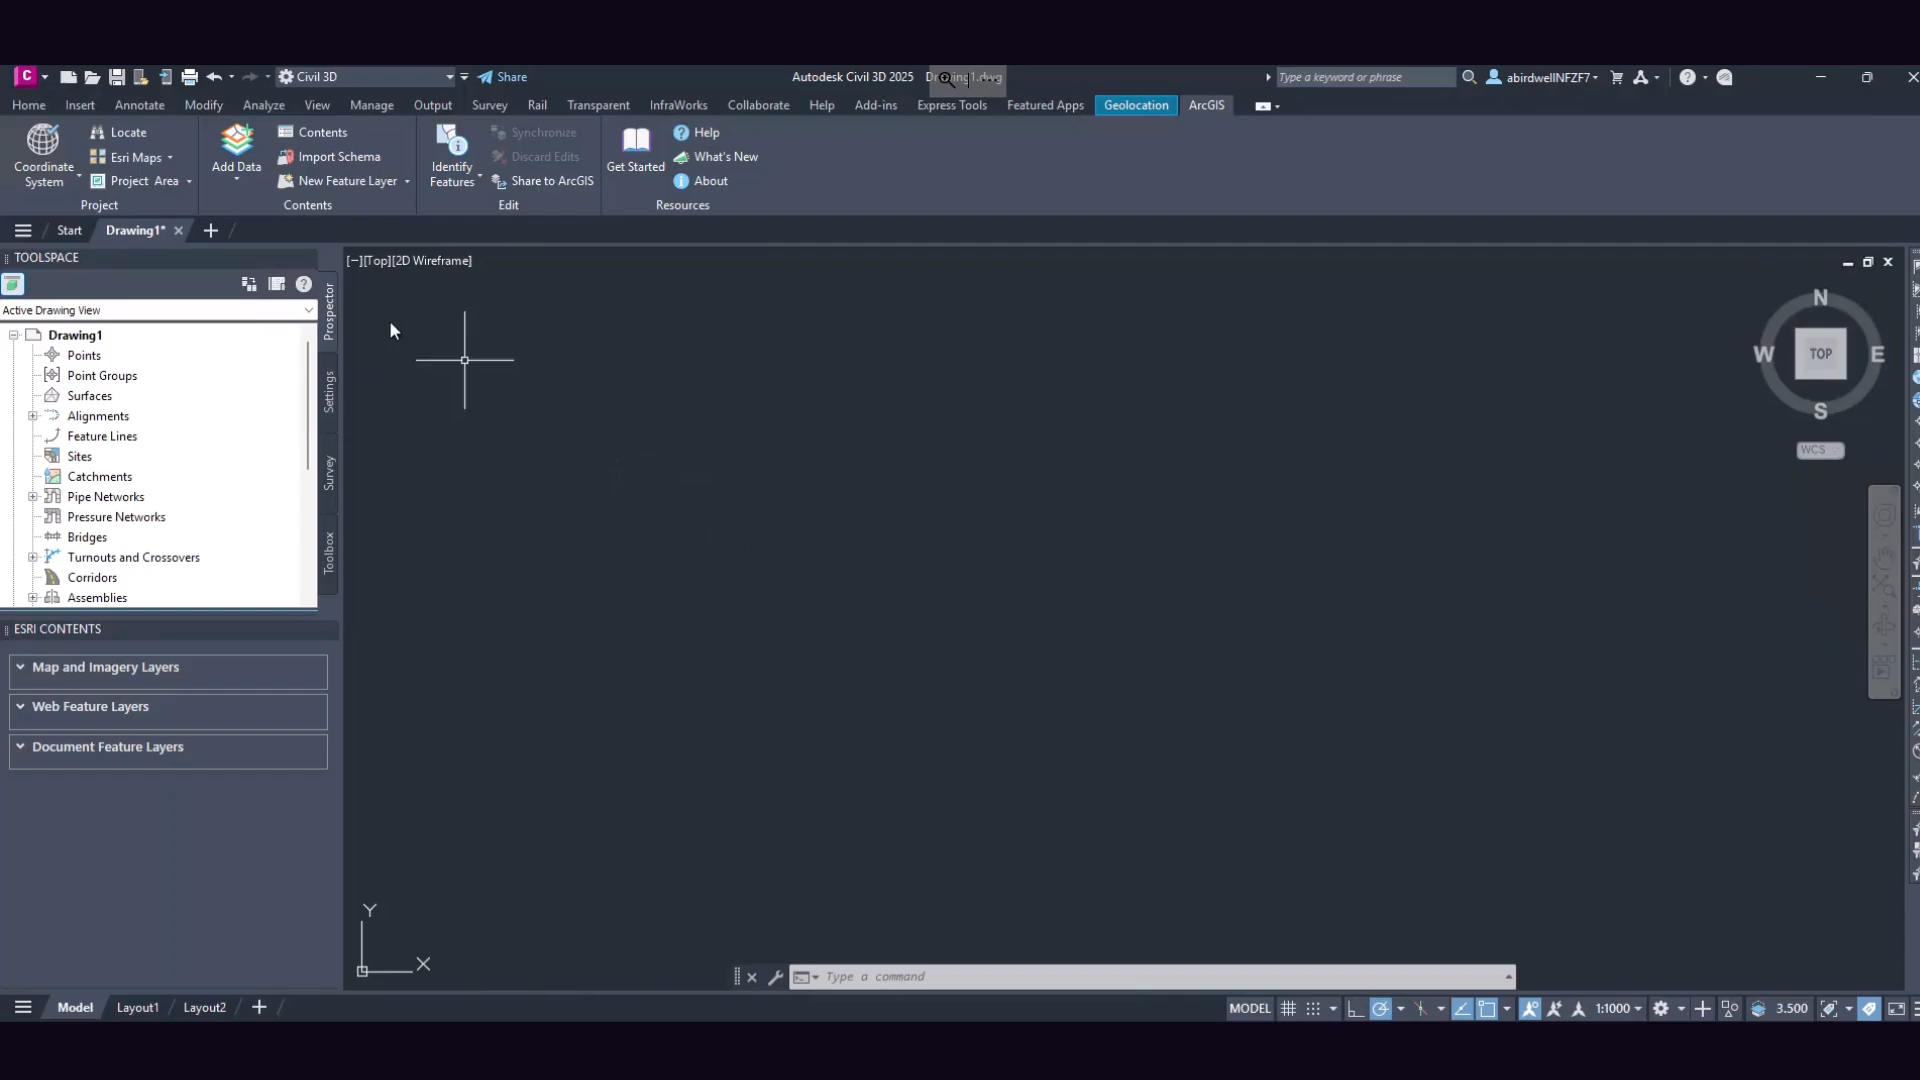 C Civil 3D Share Autodesk Civil 3D 2025 Drawing1.dwg Type a keyword or phrase abirdwellNFZF7
Home Insert Annotate Modify Analyze View Manage Output Survey Rail Transparent InfraWorks Collaborate Help Add-ins Express Tools Featured Apps Geolocation ArcGIS
Locate Contents Synchronize Help
Esri Maps Import Schema Discard Edits What's New
Coordinate System Add Data Identify Features Get Started
Project Area New Feature Layer Share to ArcGIS About
Project Contents Edit Resources
Start Drawing1* +
TOOLSPACE
[−][Top][2D Wireframe]
Active Drawing View
Drawing1
Points
Point Groups
Surfaces
Alignments
Feature Lines
Sites
Catchments
Pipe Networks
Pressure Networks
Bridges
Turnouts and Crossovers
Corridors
Assemblies
Prospector
Settings
Survey
Toolbox
N
W TOP E
S
WCS
ESRI CONTENTS
Map and Imagery Layers
Web Feature Layers
Document Feature Layers
Y
X
Type a command
Model Layout1 Layout2 + MODEL 1:1000 3.500